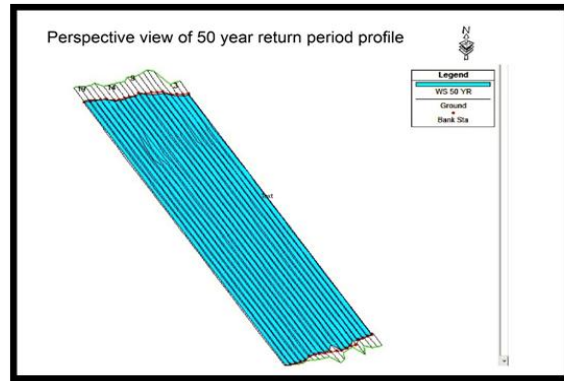 Perspective view of 50 year return period profile
N
Legend
WS 50 YR
Ground
Bank Sta